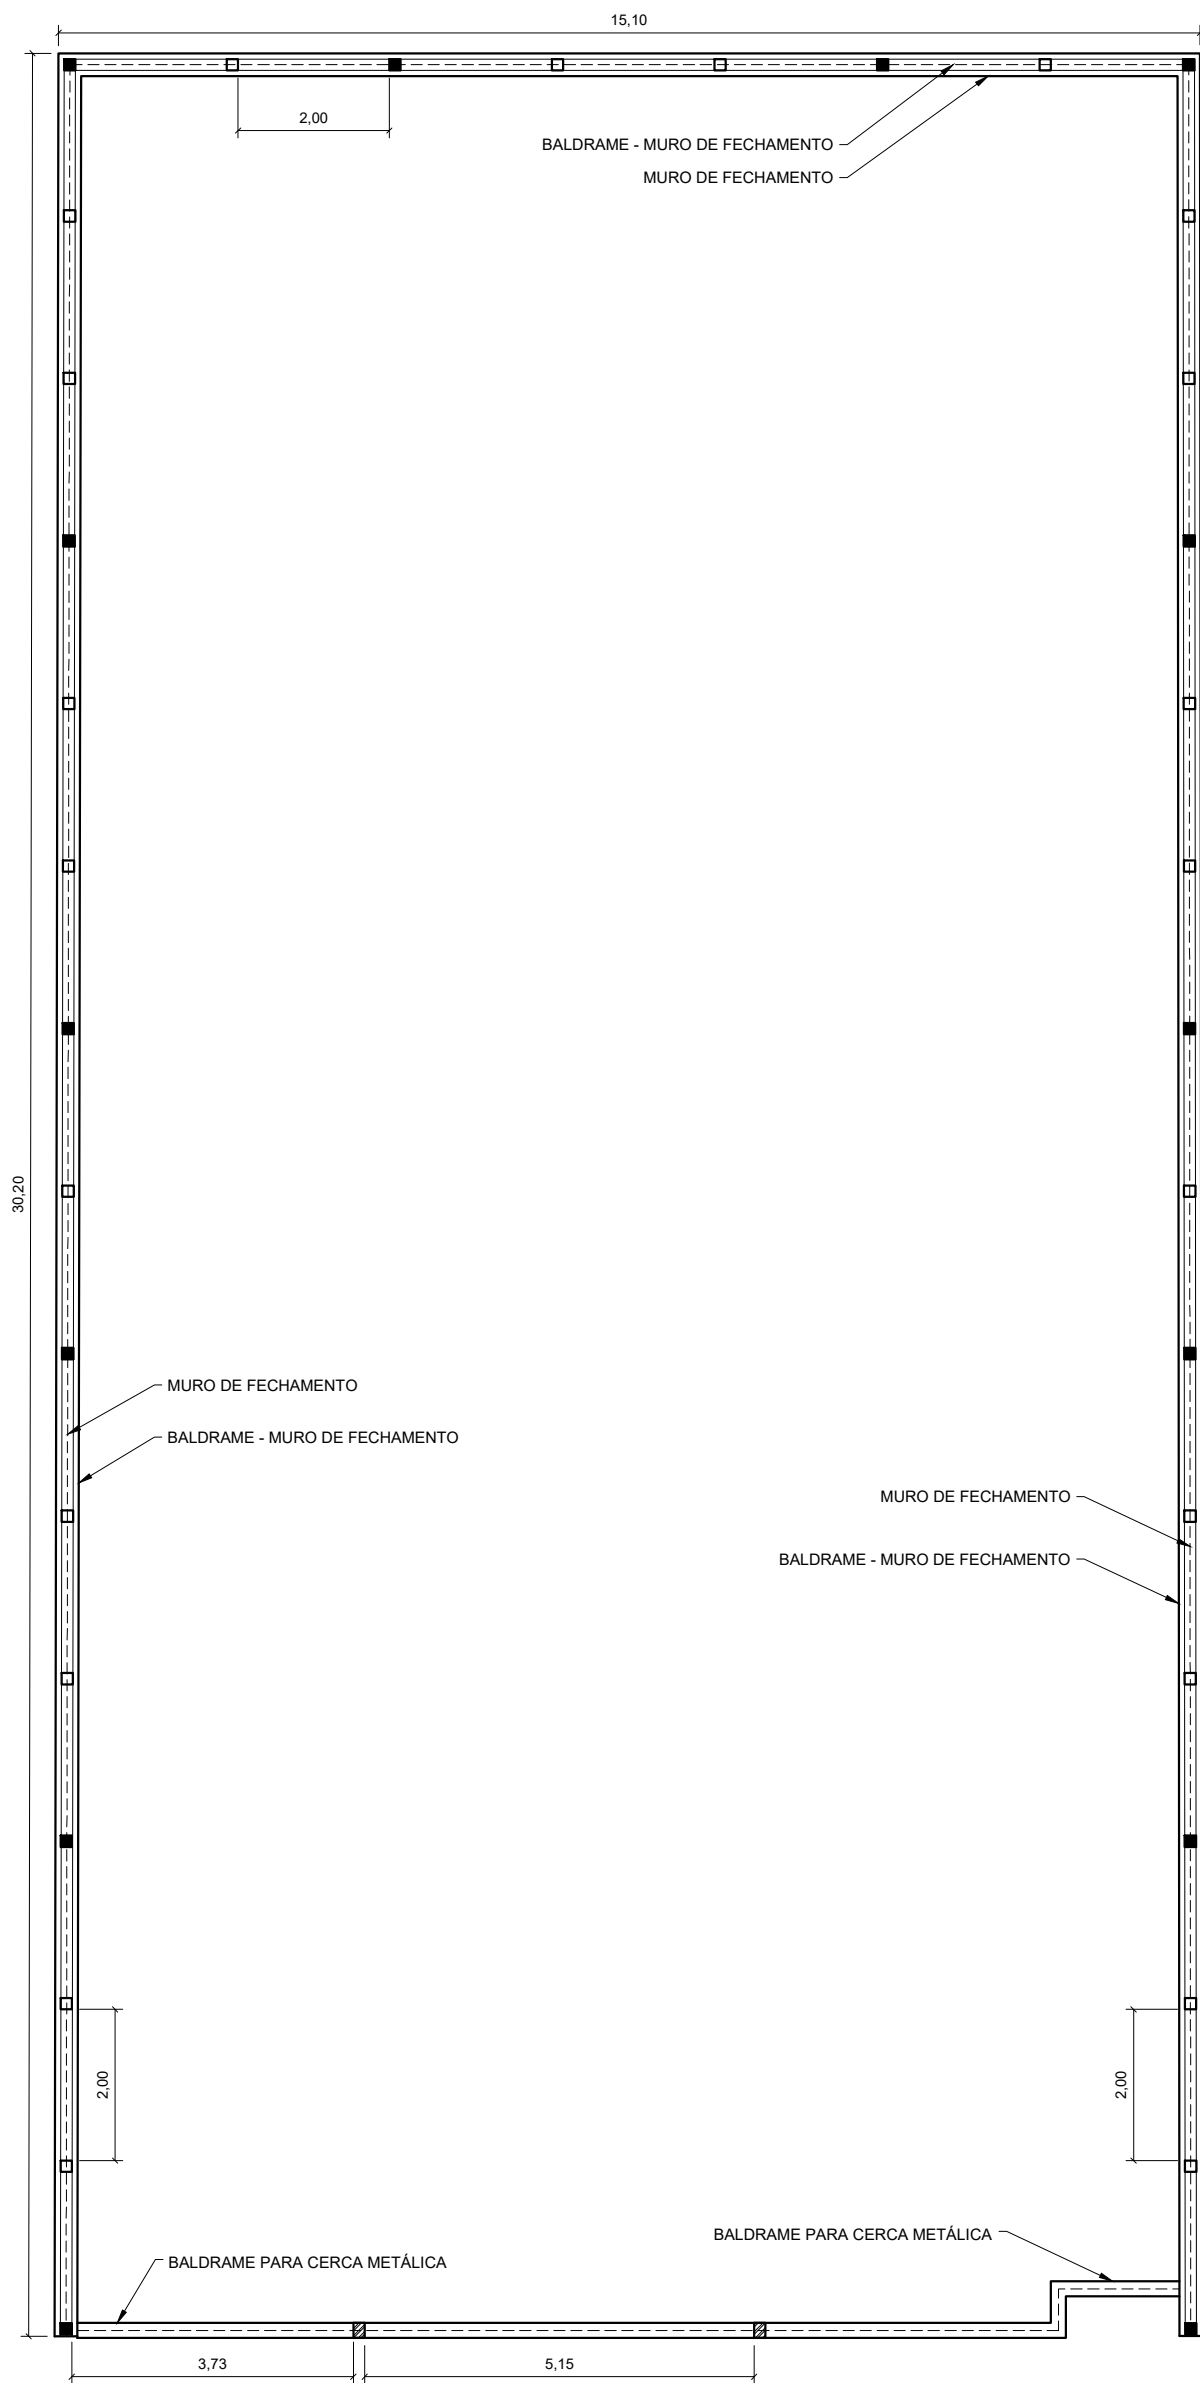 15,10
2,00
BALDRAME - MURO DE FECHAMENTO
MURO DE FECHAMENTO
30,20
MURO DE FECHAMENTO
BALDRAME - MURO DE FECHAMENTO
MURO DE FECHAMENTO
BALDRAME - MURO DE FECHAMENTO
2,00
2,00
BALDRAME PARA CERCA METÁLICA
BALDRAME PARA CERCA METÁLICA
3,73
5,15